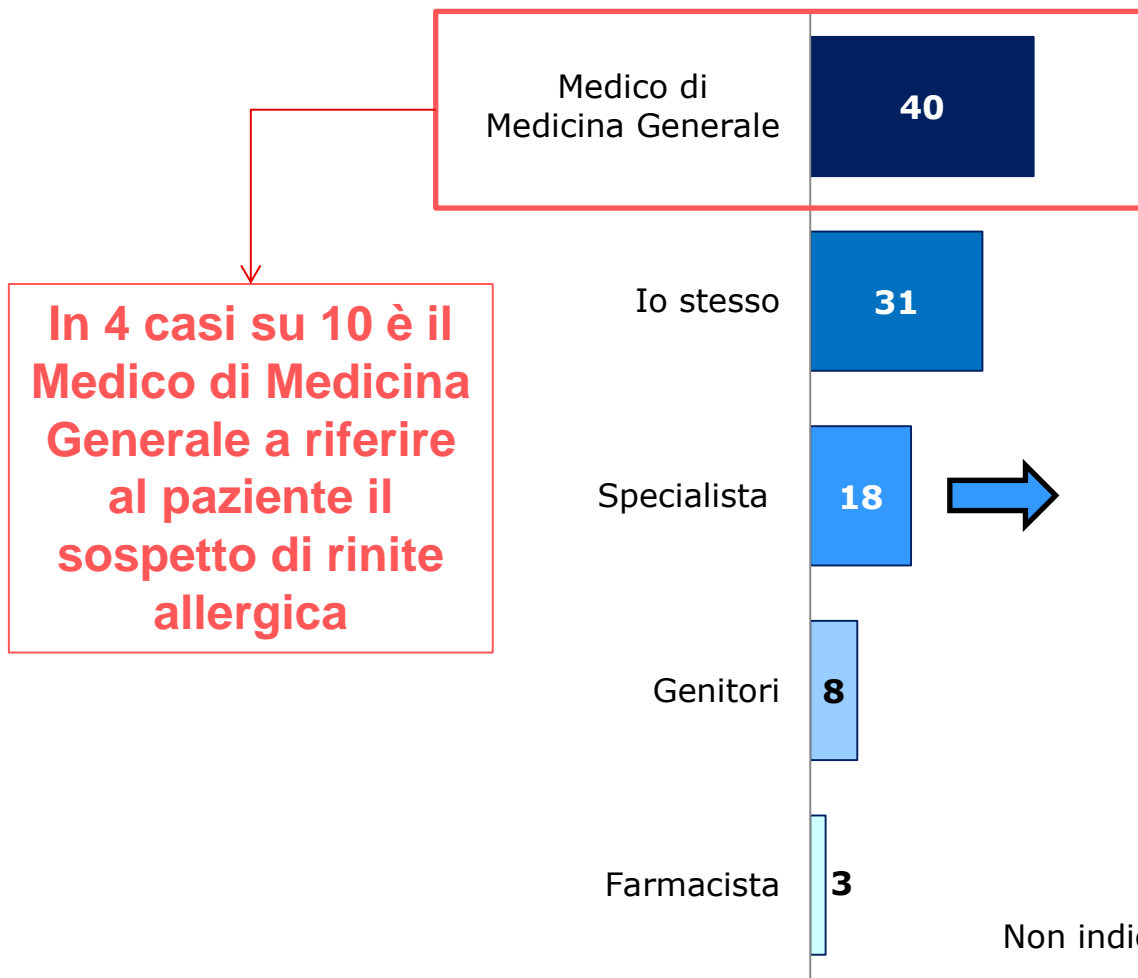 Medico di
Medicina Generale
40
In 4 casi su 10 è il
Medico di Medicina
Generale a riferire
al paziente il
sospetto di rinite
allergica
Io stesso
31
Specialista
18
Genitori
8
Farmacista
3
Non